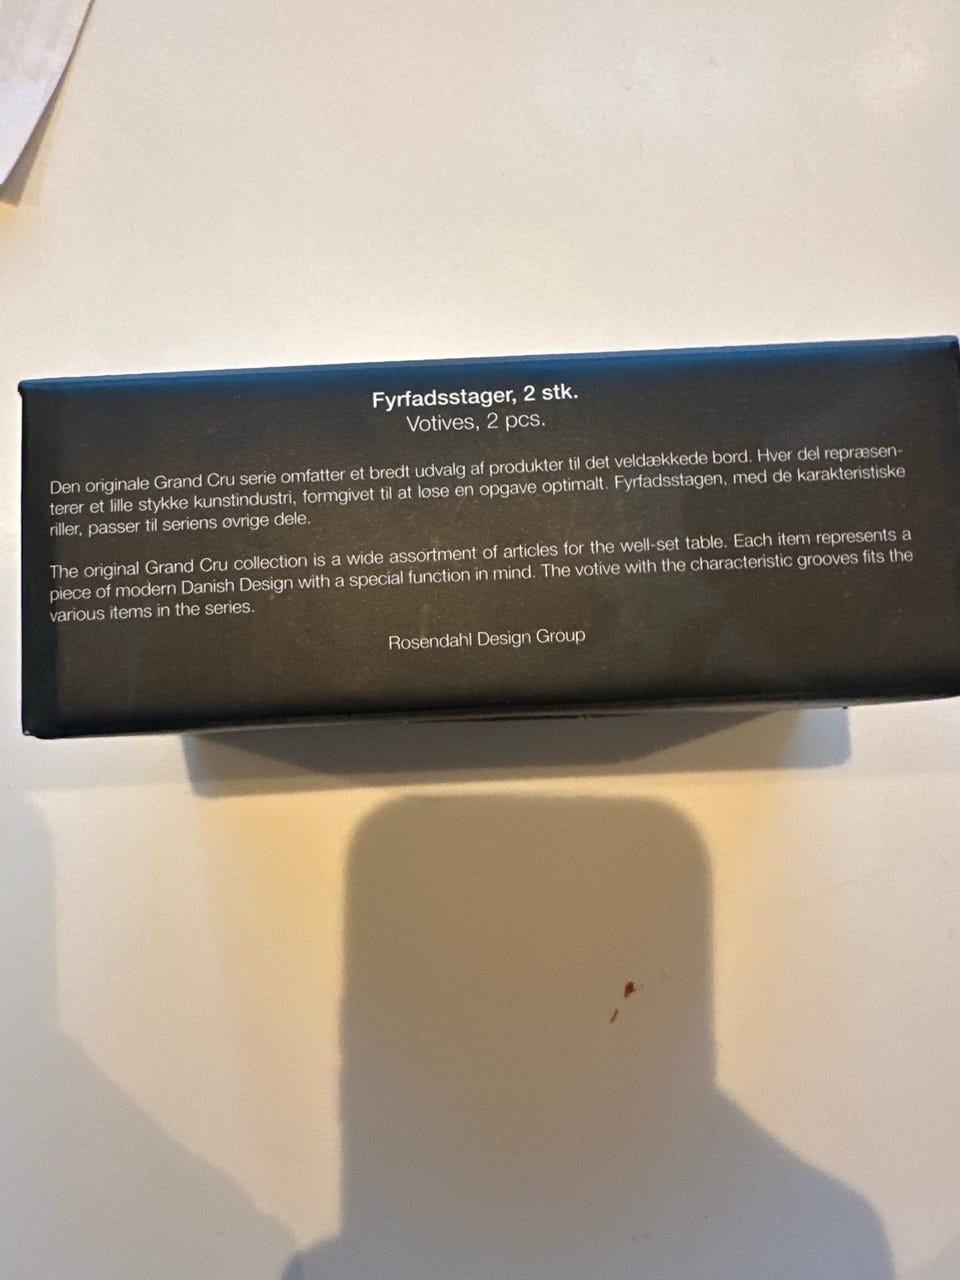 Fyrfadsstager, 2 stk.
Votives, 2 pcs.
Den originale Grand Cru serie omfatter et bredt udvalg af produkter til det veldækkede bord. Hver del repræsen-
terer et lille stykke kunstindustri, formgivet til at løse en opgave optimalt. Fyrfadsstagen, med de karakteristiske
riller, passer til seriens øvrige dele.
The original Grand Cru collection is a wide assortment of articles for the well-set table. Each item represents a
piece of modern Danish Design with a special function in mind. The votive with the characteristic grooves fits the
various items in the series.
Rosendahl Design Group